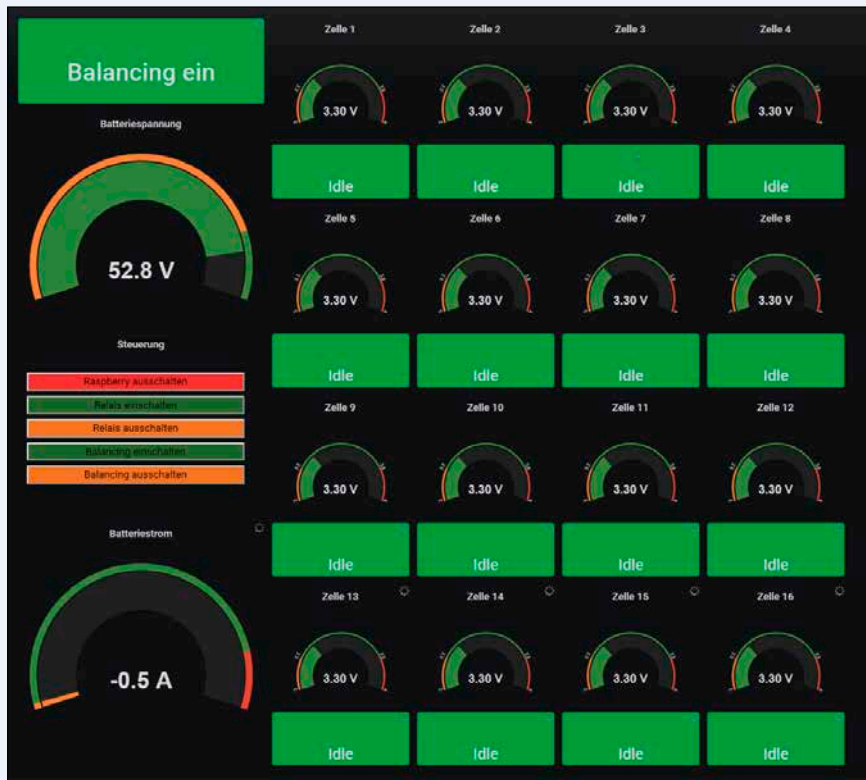 Balancing ein
Batteriespannung
52.8 V
Steuerung
Raspberry ausschalten
Relais einschalten
Relais ausschalten
Balancing einschalten
Balancing ausschalten
Batteriestrom
-0.5 A
Zelle 1 Zelle 2 Zelle 3 Zelle 4
3.30 V 3.30 V 3.30 V 3.30 V
Idle Idle Idle Idle
Zelle 5 Zelle 6 Zelle 7 Zelle 8
3.30 V 3.30 V 3.30 V 3.30 V
Idle Idle Idle Idle
Zelle 9 Zelle 10 Zelle 11 Zelle 12
3.30 V 3.30 V 3.30 V 3.30 V
Idle Idle Idle Idle
Zelle 13 Zelle 14 Zelle 15 Zelle 16
3.30 V 3.30 V 3.30 V 3.30 V
Idle Idle Idle Idle